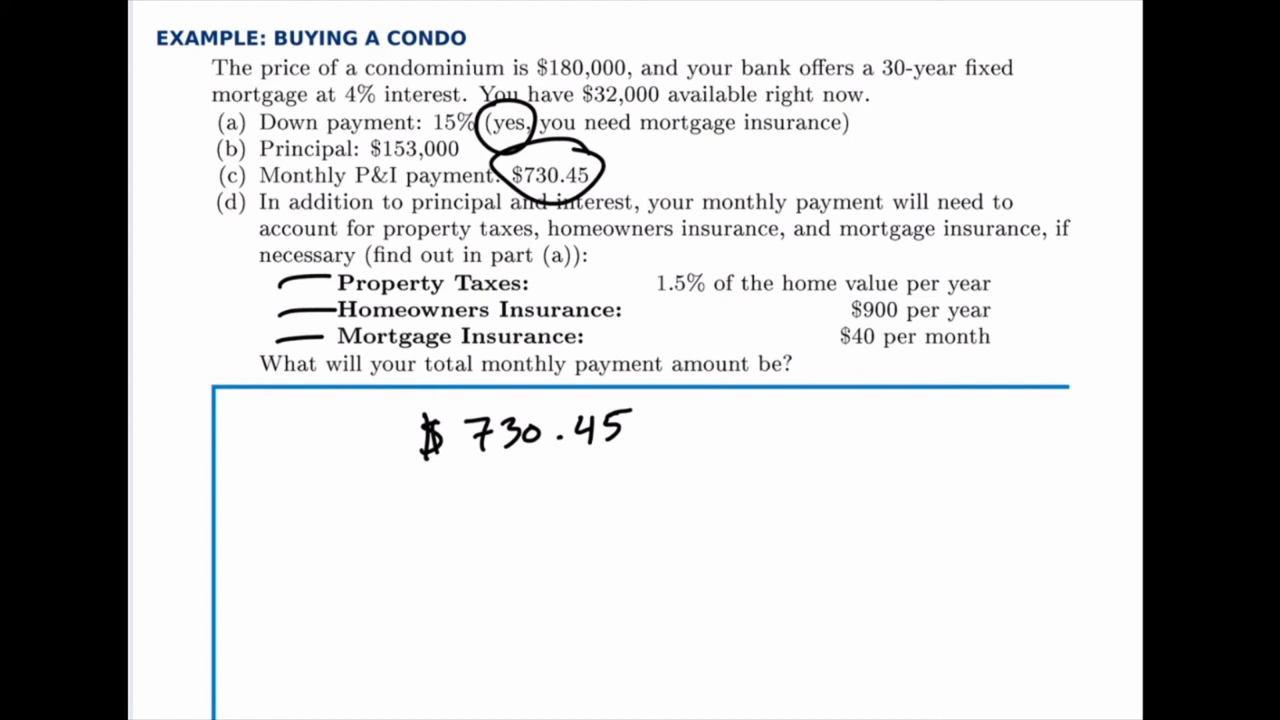 EXAMPLE: BUYING A CONDO
The price of a condominium is $180,000, and your bank offers a 30-year fixed
mortgage at 4% interest. You have $32,000 available right now.
(a) Down payment: 15% (yes, you need mortgage insurance)
(b) Principal: $153,000
(c) Monthly P&I payment: $730.45
(d) In addition to principal and interest, your monthly payment will need to
account for property taxes, homeowners insurance, and mortgage insurance, if
necessary (find out in part (a)):
Property Taxes: 1.5% of the home value per year
Homeowners Insurance: $900 per year
Mortgage Insurance: $40 per month
What will your total monthly payment amount be?
$ 730.45